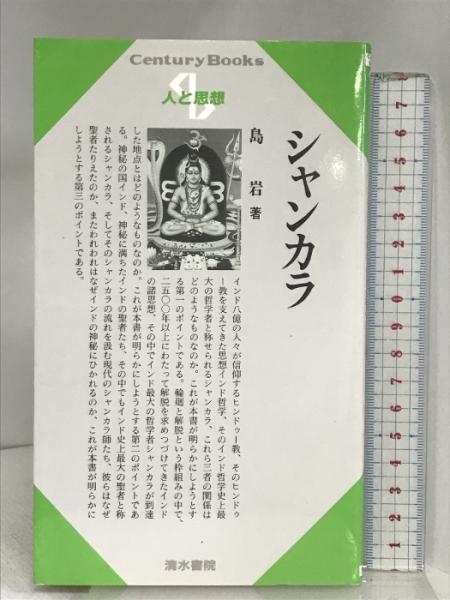 Century Books
人と思想
シャンカラ
島 岩 著
インド八億の人々が信仰するヒンドゥー教、そのヒンドゥ
ー教を支えてきた思想インド哲学、そのインド哲学史上最
大の哲学者と称せられるシャンカラ、これら三者の関係は
どのようなものなのか。これが本書が明らかにしようとす
る第一のポイントである。輪廻と解脱という枠組みの中で、
二五〇〇年以上にわたって解脱を求めつづけてきたインド
の諸思想、その中でインド最大の哲学者シャンカラが到達
した地点とはどのようなものなのか。これが本書が明らかにしようとする第二のポイントであ
る。神秘の国インド、神秘に満ちたインドの聖者たち、その中でもインド史上最大の聖者と称
されるシャンカラ、そしてそのシャンカラの流れを汲む現代のシャンカラ師たち、彼らはなぜ
聖者たりえたのか、またわれわれはなぜインドの神秘にひかれるのか、これが本書が明らかに
しようとする第三のポイントである。
清水書院
1 2 3 4 5 6 7 8 9 10 1 2 3 4 5 6 7